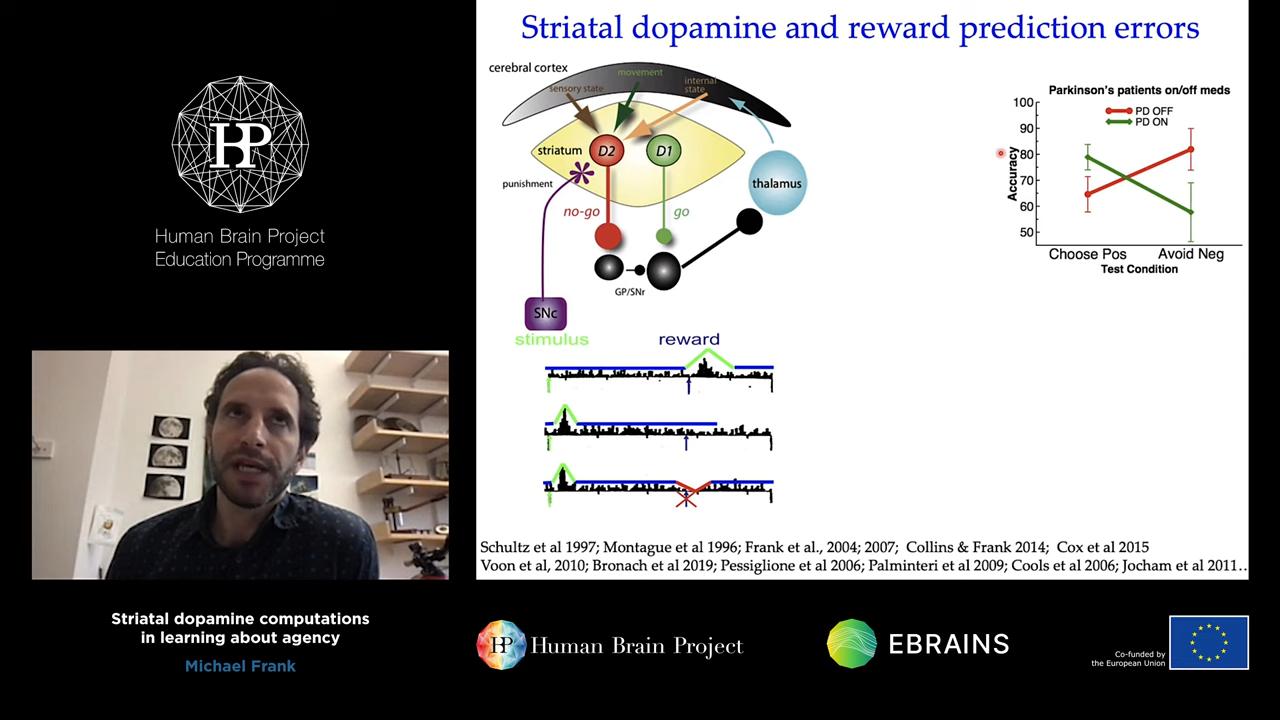 HP
Human Brain Project
Education Programme
Striatal dopamine computations
in learning about agency
Michael Frank
Striatal dopamine and reward prediction errors
cerebral cortex
movement
sensory state
internal
state
striatum
D2
D1
thalamus
punishment
no-go
go
GP/SNr
SNc
stimulus
reward
Parkinson's patients on/off meds
PD OFF
PD ON
100
90
80
70
60
50
Accuracy
Choose Pos
Avoid Neg
Test Condition
Schultz et al 1997; Montague et al 1996; Frank et al., 2004; 2007; Collins & Frank 2014; Cox et al 2015
Voon et al, 2010; Bronach et al 2019; Pessiglione et al 2006; Palminteri et al 2009; Cools et al 2006; Jocham et al 2011…
HP
Human Brain Project
EBRAINS
Co-funded by
the European Union